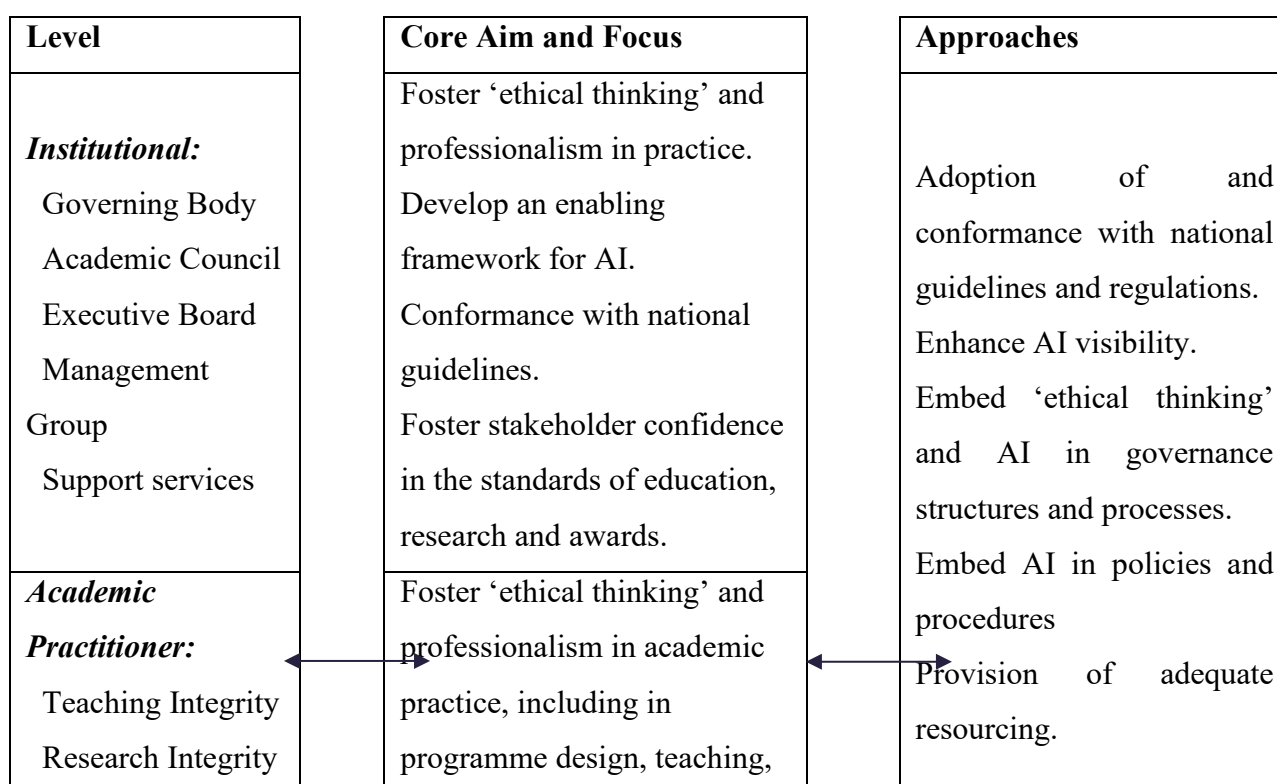 Level
Institutional:
Governing Body
Academic Council
Executive Board
Management
Group
Support services
Academic
Practitioner:
Teaching Integrity
Research Integrity
Core Aim and Focus
Foster ‘ethical thinking’ and
professionalism in practice.
Develop an enabling
framework for AI.
Conformance with national
guidelines.
Foster stakeholder confidence
in the standards of education,
research and awards.
Foster ‘ethical thinking’ and
professionalism in academic
practice, including in
programme design, teaching,
Approaches
Adoption of and
conformance with national
guidelines and regulations.
Enhance AI visibility.
Embed ‘ethical thinking’
and AI in governance
structures and processes.
Embed AI in policies and
procedures
Provision of adequate
resourcing.